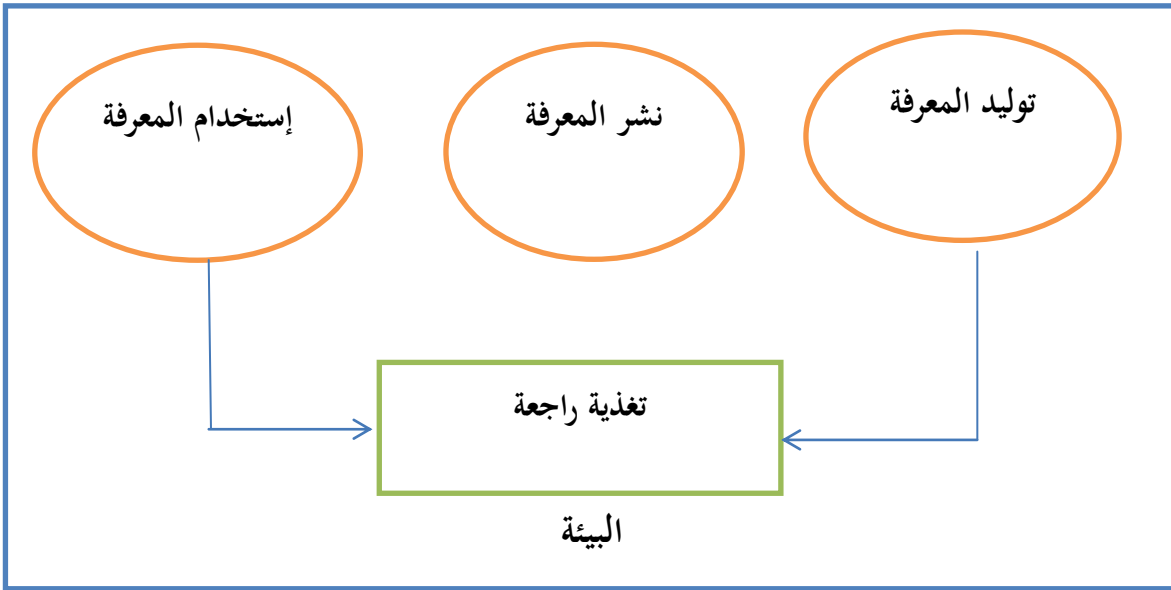 توليد المعرفة
نشر المعرفة
إستخدام المعرفة
تغذية راجعة
البيئة